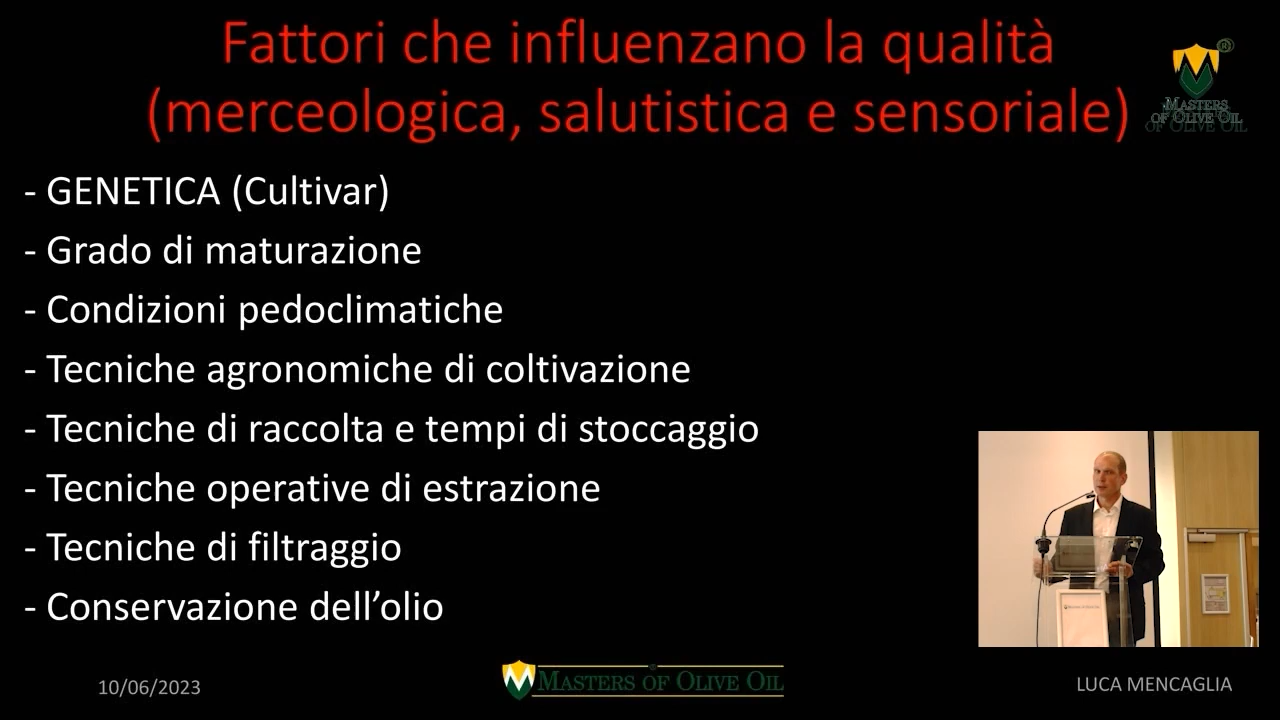 Fattori che influenzano la qualità
(merceologica, salutistica e sensoriale)
®
MASTERS
OF OLIVE OIL
- GENETICA (Cultivar)
- Grado di maturazione
- Condizioni pedoclimatiche
- Tecniche agronomiche di coltivazione
- Tecniche di raccolta e tempi di stoccaggio
- Tecniche operative di estrazione
- Tecniche di filtraggio
- Conservazione dell’olio
10/06/2023
MASTERS OF OLIVE OIL
LUCA MENCAGLIA